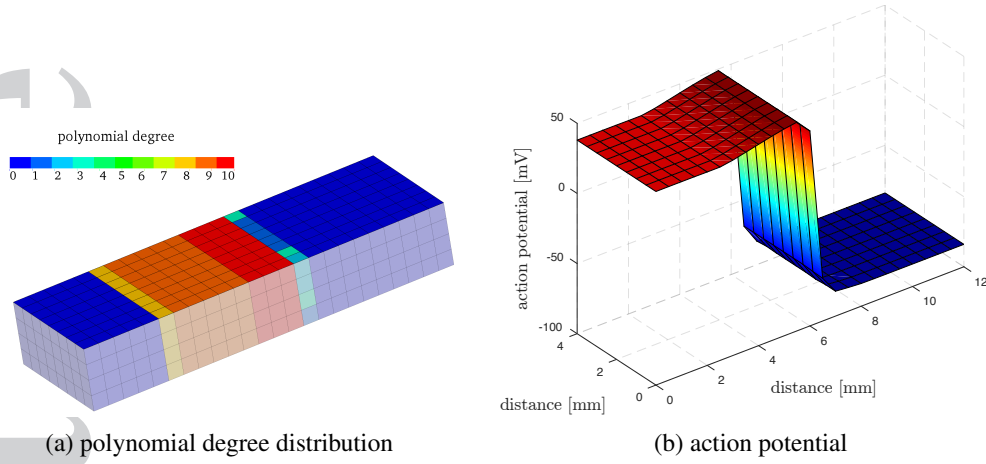 polynomial degree
0 1 2 3 4 5 6 7 8 9 10
(a) polynomial degree distribution
50
0
-50
-100
action potential [mV]
4
2
0
distance [mm]
0
2
4
6
8
10
12
distance [mm]
(b) action potential